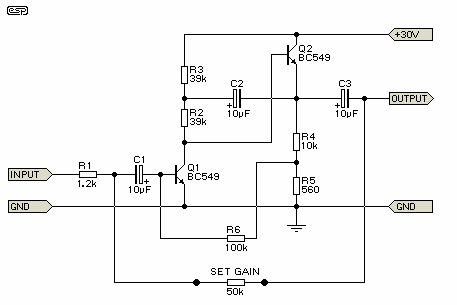 esp
+30V
Q2
BC549
R3
39k
C2
10µF
C3
10µF
OUTPUT
R2
39k
R4
10k
INPUT
R1
1.2k
C1
10µF
Q1
BC549
R5
560
GND
GND
R6
100k
SET GAIN
50k